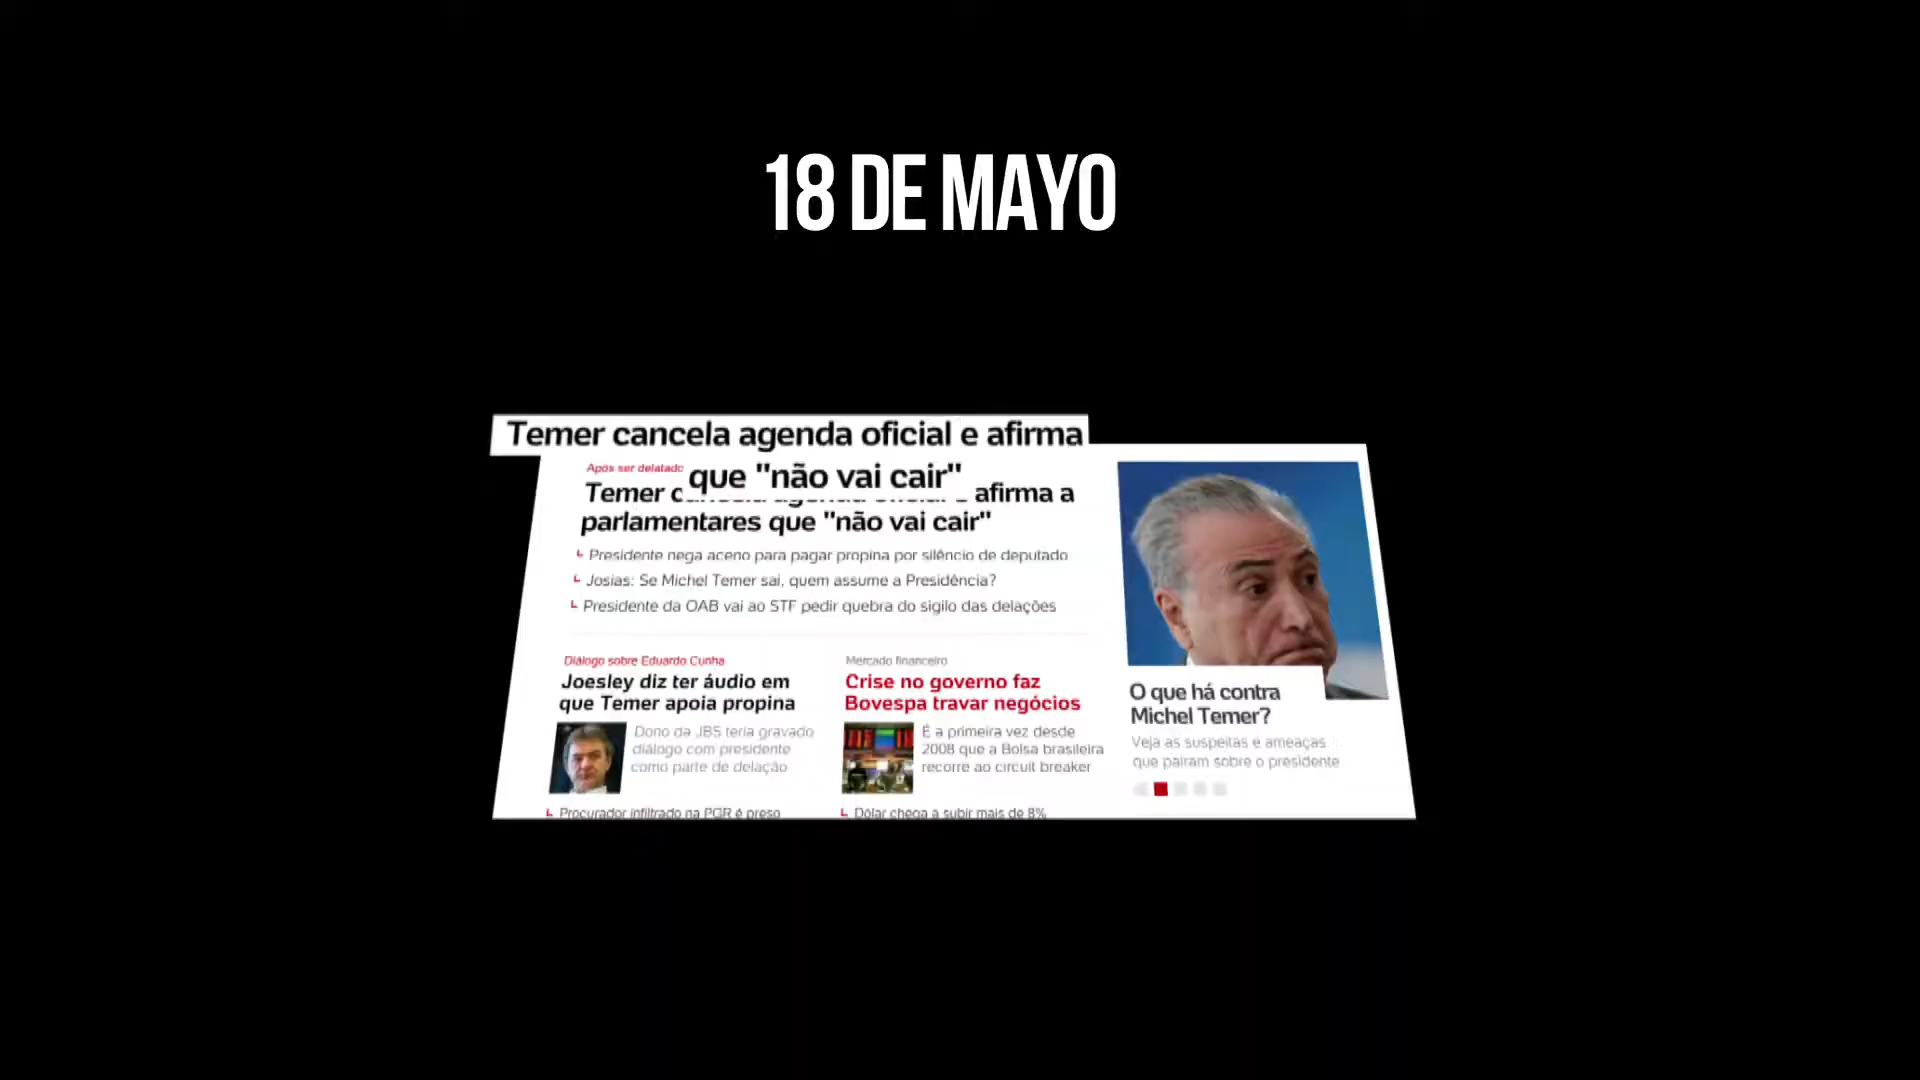 18 DE MAYO
Temer cancela agenda oficial e afirma
que "não vai cair"
Após ser delatado
Temer cancela agenda oficial e afirma a
parlamentares que "não vai cair"
Presidente nega aceno para pagar propina por silêncio de deputado
Josias: Se Michel Temer sai, quem assume a Presidência?
Presidente da OAB vai ao STF pedir quebra do sigilo das delações
Diálogo sobre Eduardo Cunha
Joesley diz ter áudio em
que Temer apoia propina
Dono da JBS teria gravado
diálogo com presidente
como parte de delação
Procurador infiltrado na PGR é preso
Mercado financeiro
Crise no governo faz
Bovespa travar negócios
É a primeira vez desde
2008 que a Bolsa brasileira
recorre ao circuit breaker
Dólar chega a subir mais de 8%
O que há contra
Michel Temer?
Veja as suspeitas e ameaças
que pairam sobre o presidente